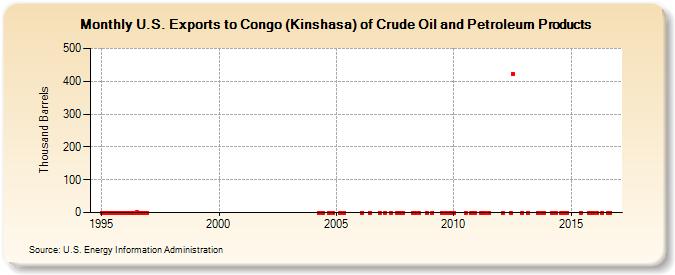 Monthly U.S. Exports to Congo (Kinshasa) of Crude Oil and Petroleum Products
Thousand Barrels
500
400
300
200
100
0
1995 2000 2005 2010 2015
Source: U.S. Energy Information Administration